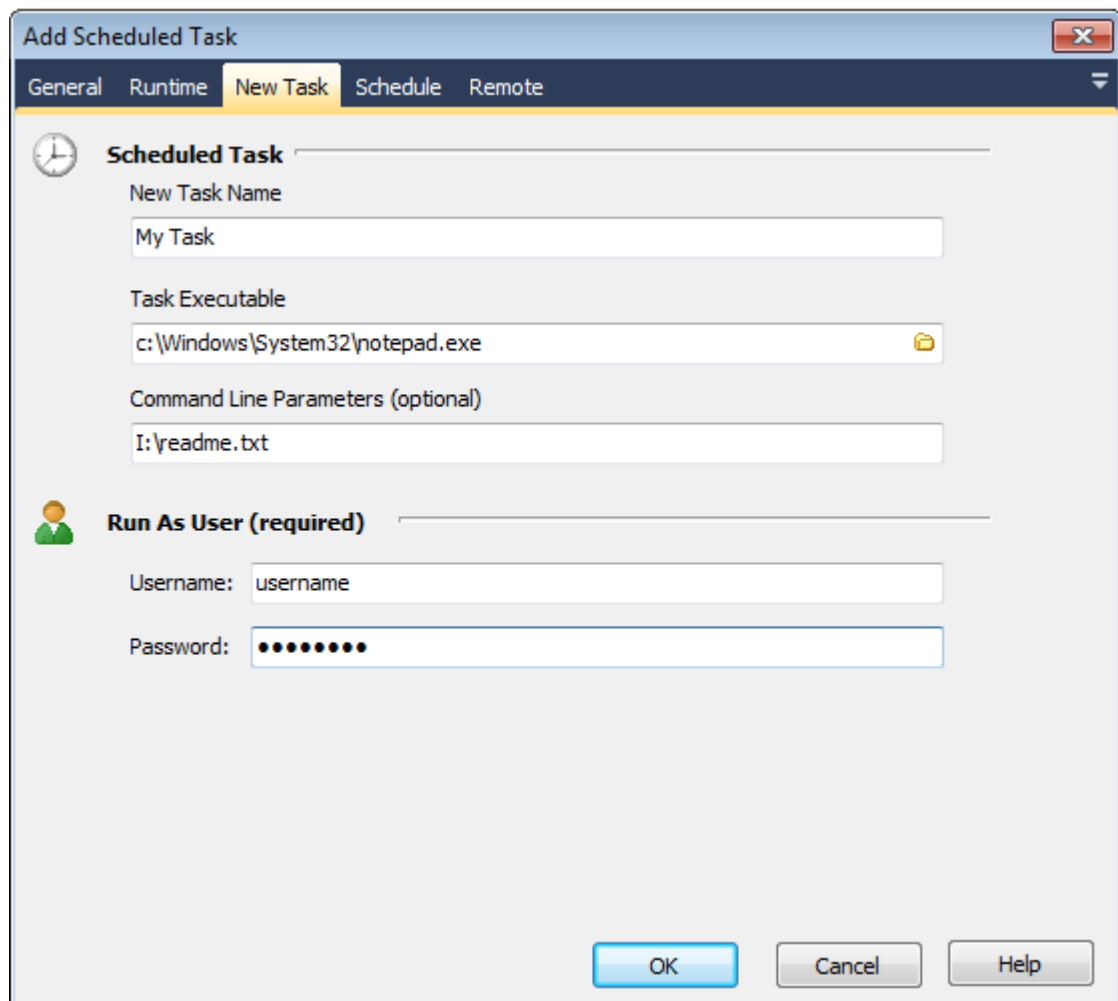 Add Scheduled Task
General Runtime New Task Schedule Remote
Scheduled Task
New Task Name
My Task
Task Executable
c:\Windows\System32\notepad.exe
Command Line Parameters (optional)
I:\readme.txt
Run As User (required)
Username: username
Password: ••••••••
OK Cancel Help